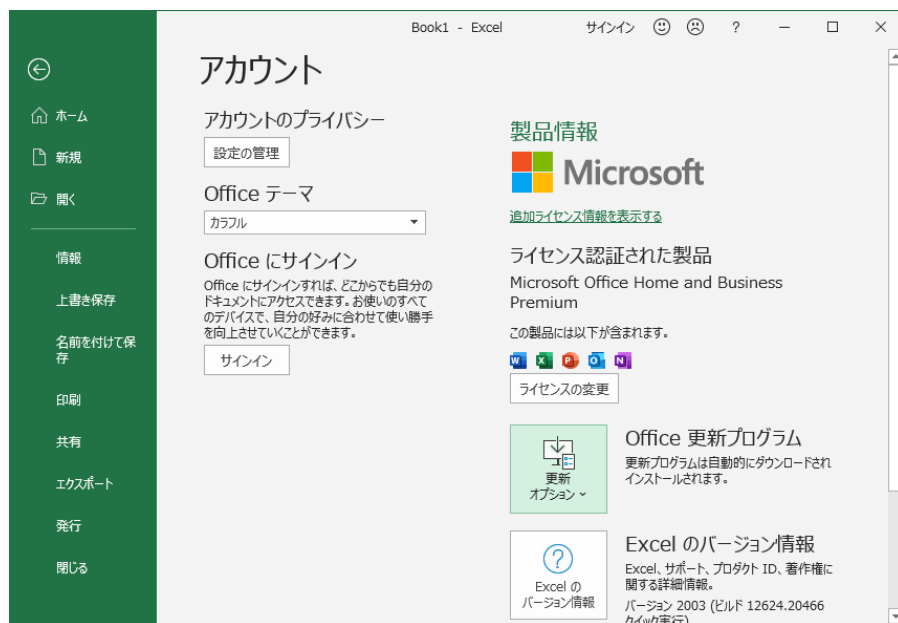 Book1 - Excel
サインイン
?
アカウント
ホーム
新規
開く
情報
上書き保存
名前を付けて保
存
印刷
共有
エクスポート
発行
閉じる
アカウントのプライバシー
設定の管理
Office テーマ
カラフル
Office にサインイン
Office にサインインすれば、どこからでも自分の
ドキュメントにアクセスできます。お使いのすべて
のデバイスで、自分の好みに合わせて使い勝手
を向上させていくことができます。
サインイン
製品情報
Microsoft
追加ライセンス情報を表示する
ライセンス認証された製品
Microsoft Office Home and Business
Premium
この製品には以下が含まれます。
W X P O N
ライセンスの変更
更新
オプション
Office 更新プログラム
更新プログラムは自動的にダウンロードされ
インストールされます。
?
Excel の
バージョン情報
Excel のバージョン情報
Excel、サポート、プロダクト ID、著作権に
関する詳細情報。
バージョン 2003 (ビルド 12624.20466
クイック実行)